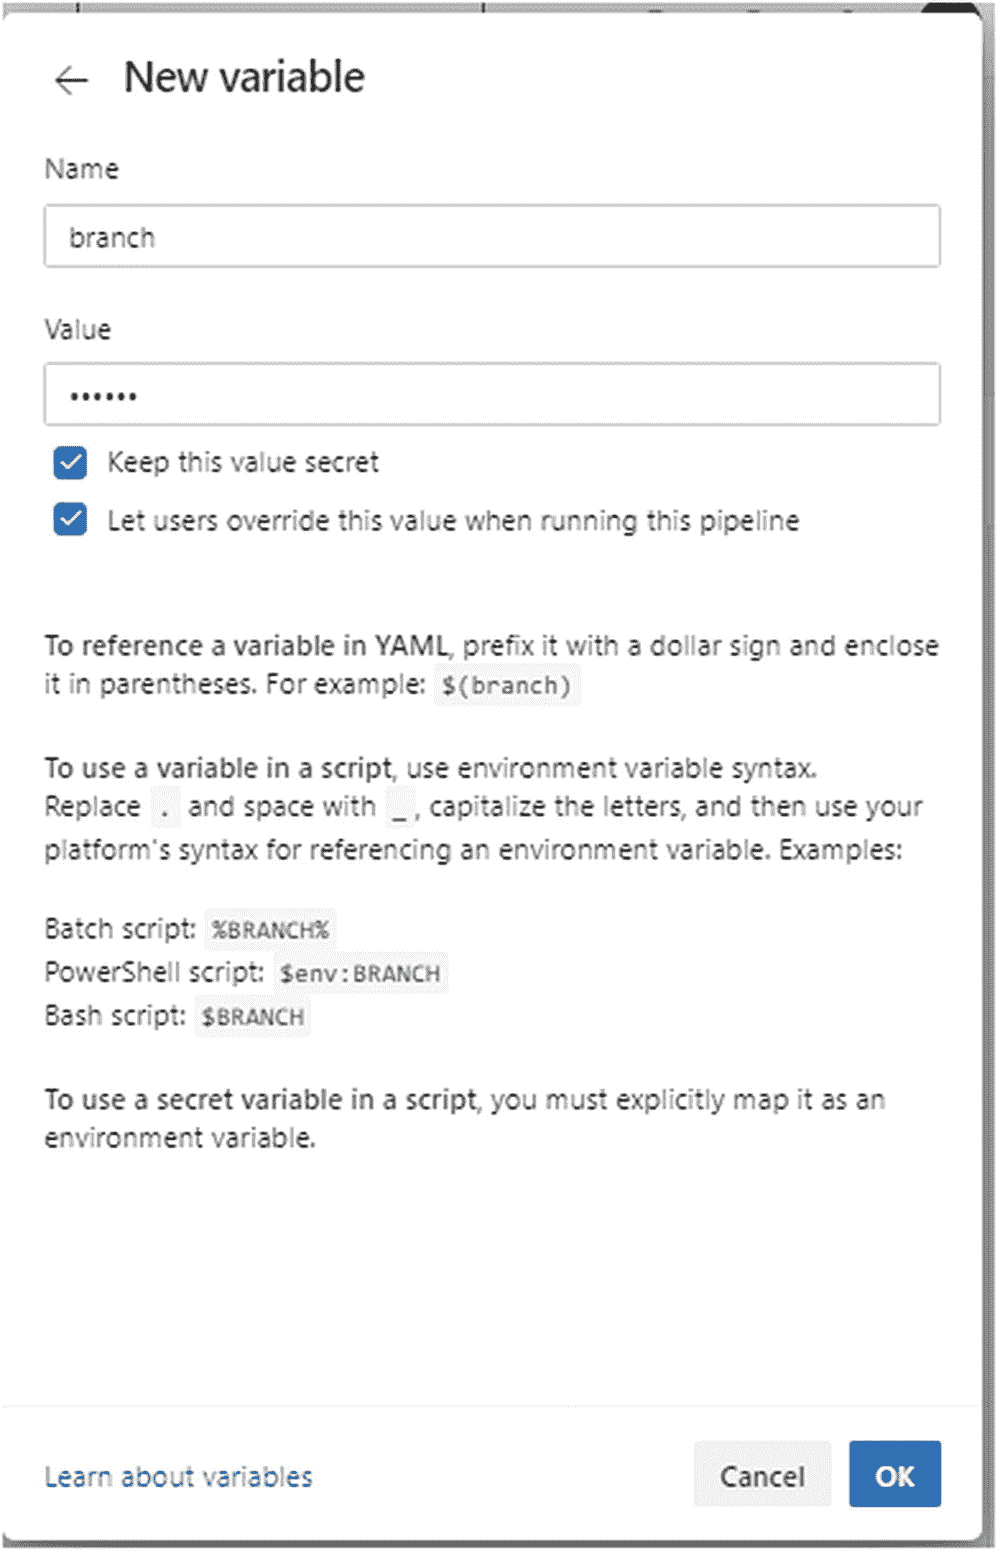 New variable
Name
branch
Value
••••••
Keep this value secret
Let users override this value when running this pipeline
To reference a variable in YAML, prefix it with a dollar sign and enclose
it in parentheses. For example: $(branch)
To use a variable in a script, use environment variable syntax.
Replace . and space with _, capitalize the letters, and then use your
platform's syntax for referencing an environment variable. Examples:
Batch script: %BRANCH%
PowerShell script: $env:BRANCH
Bash script: $BRANCH
To use a secret variable in a script, you must explicitly map it as an
environment variable.
Learn about variables
Cancel
OK